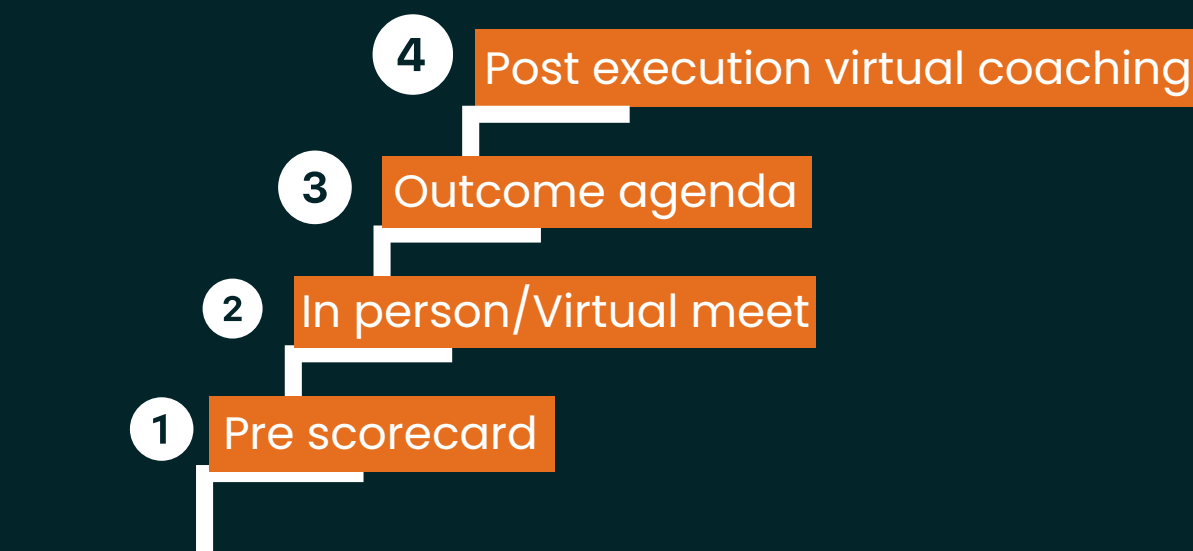 4 Post execution virtual coaching
3 Outcome agenda
2 In person/Virtual meet
1 Pre scorecard